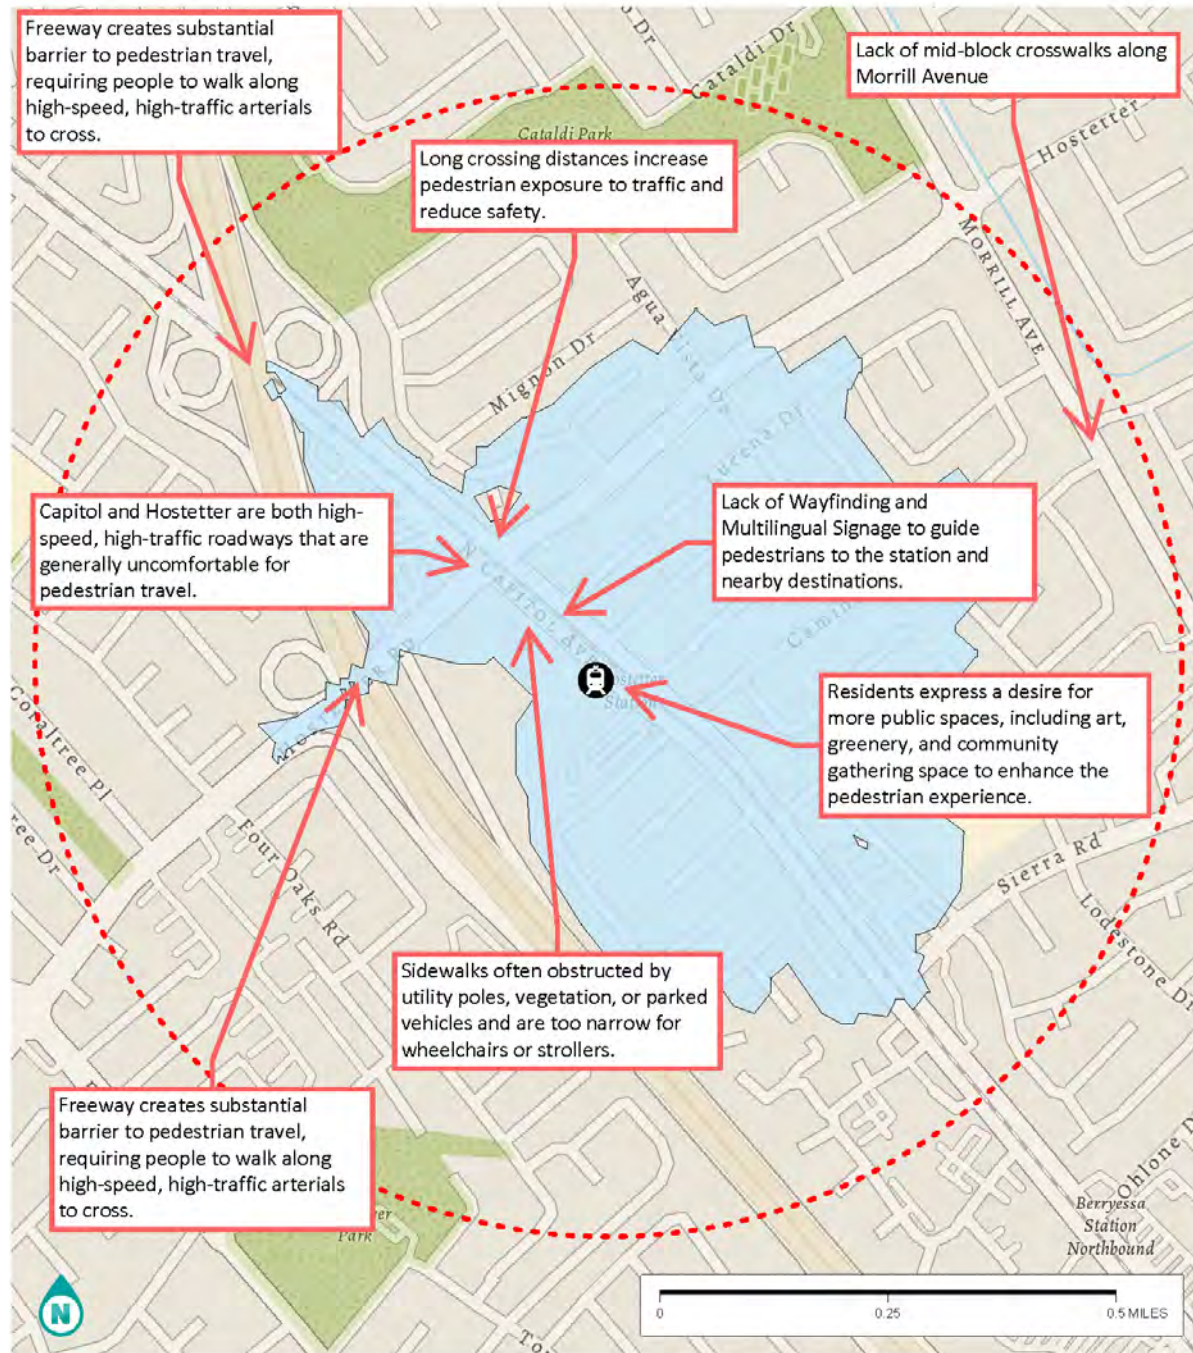 Freeway creates substantial
barrier to pedestrian travel,
requiring people to walk along
high-speed, high-traffic arterials
to cross.
Cataldi Dr
Lack of mid-block crosswalks along
Morrill Avenue
Hostetter
Cataldi Park
Long crossing distances increase
pedestrian exposure to traffic and
reduce safety.
MORRILL AVE
Agua Vista Dr
Mignon Dr
Capitol and Hostetter are both high-
speed, high-traffic roadways that are
generally uncomfortable for
pedestrian travel.
Lack of Wayfinding and
Multilingual Signage to guide
pedestrians to the station and
nearby destinations.
N CAPITOL AVE
Hostetter
Station
Residents express a desire for
more public spaces, including art,
greenery, and community
gathering space to enhance the
pedestrian experience.
Coraltree Pl
Four Oaks Rd
Sierra Rd
Lodestone Dr
Sidewalks often obstructed by
utility poles, vegetation, or parked
vehicles and are too narrow for
wheelchairs or strollers.
Freeway creates substantial
barrier to pedestrian travel,
requiring people to walk along
high-speed, high-traffic arterials
to cross.
Park
Ohlone Dr
Berryessa
Station
Northbound
N
0 0.25 0.5 MILES